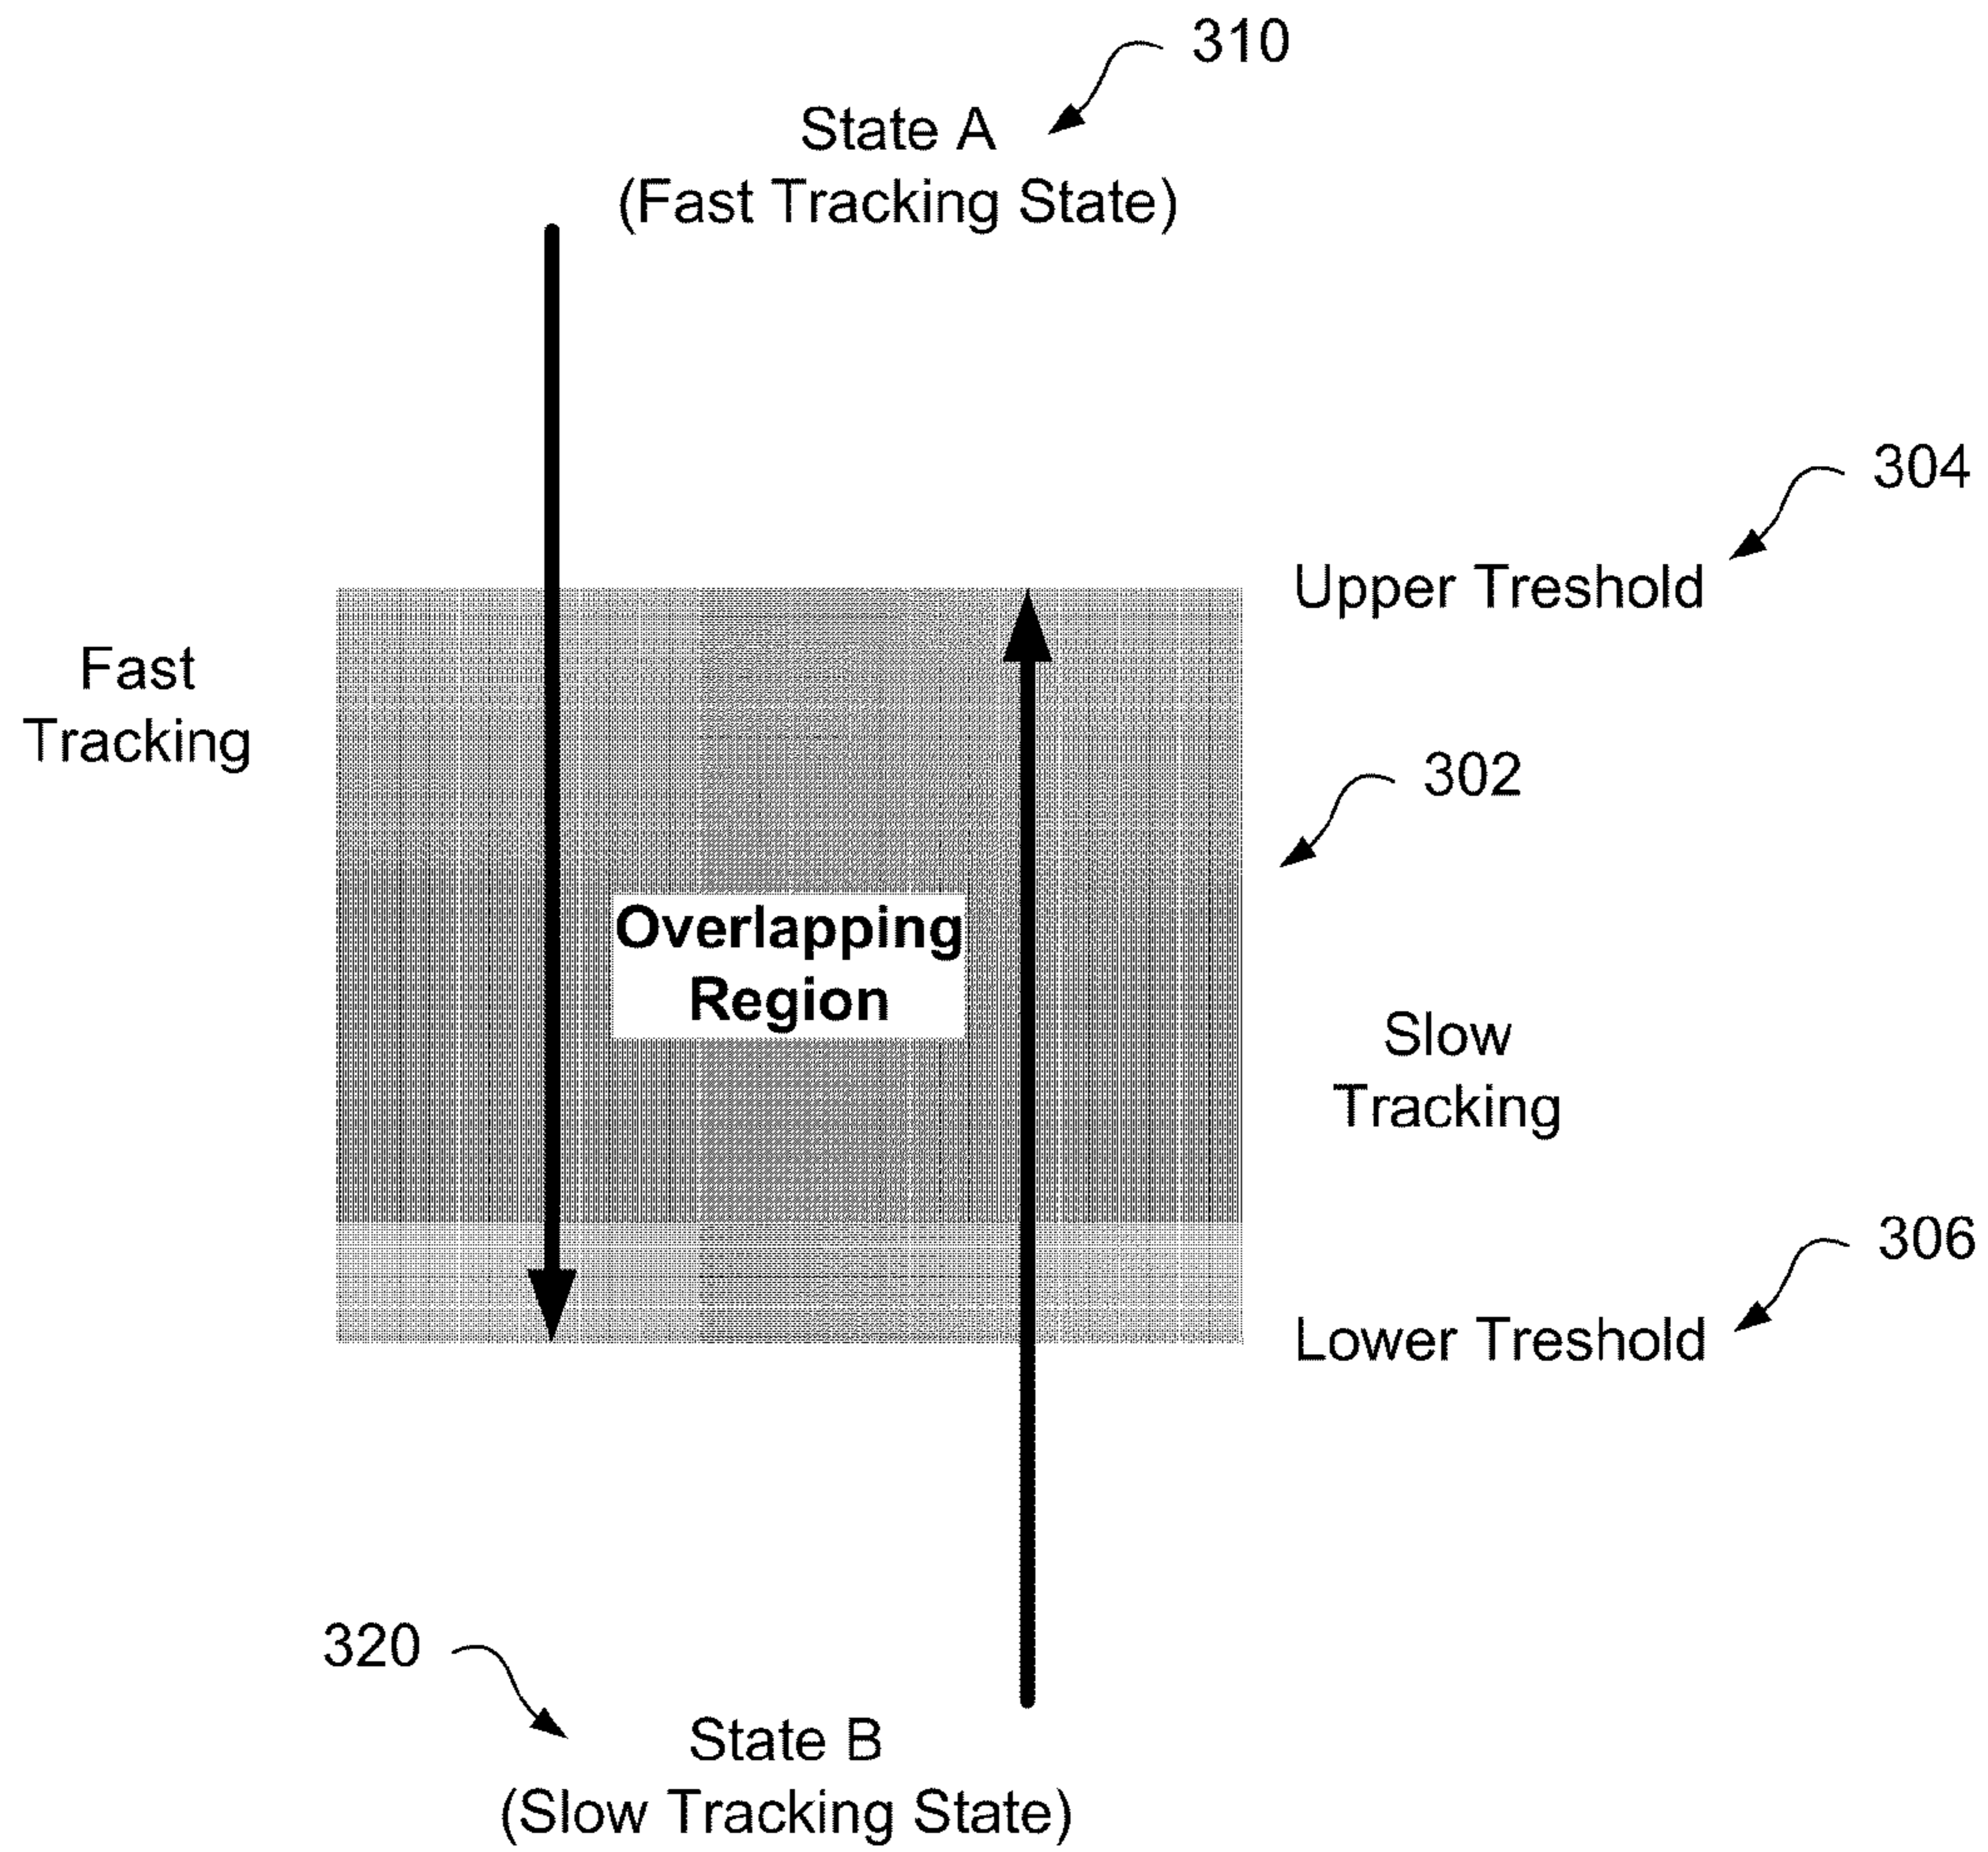 310
State A
(Fast Tracking State)
304
Upper Treshold
Fast
Tracking
302
Overlapping
Region
Slow
Tracking
306
Lower Treshold
320
State B
(Slow Tracking State)